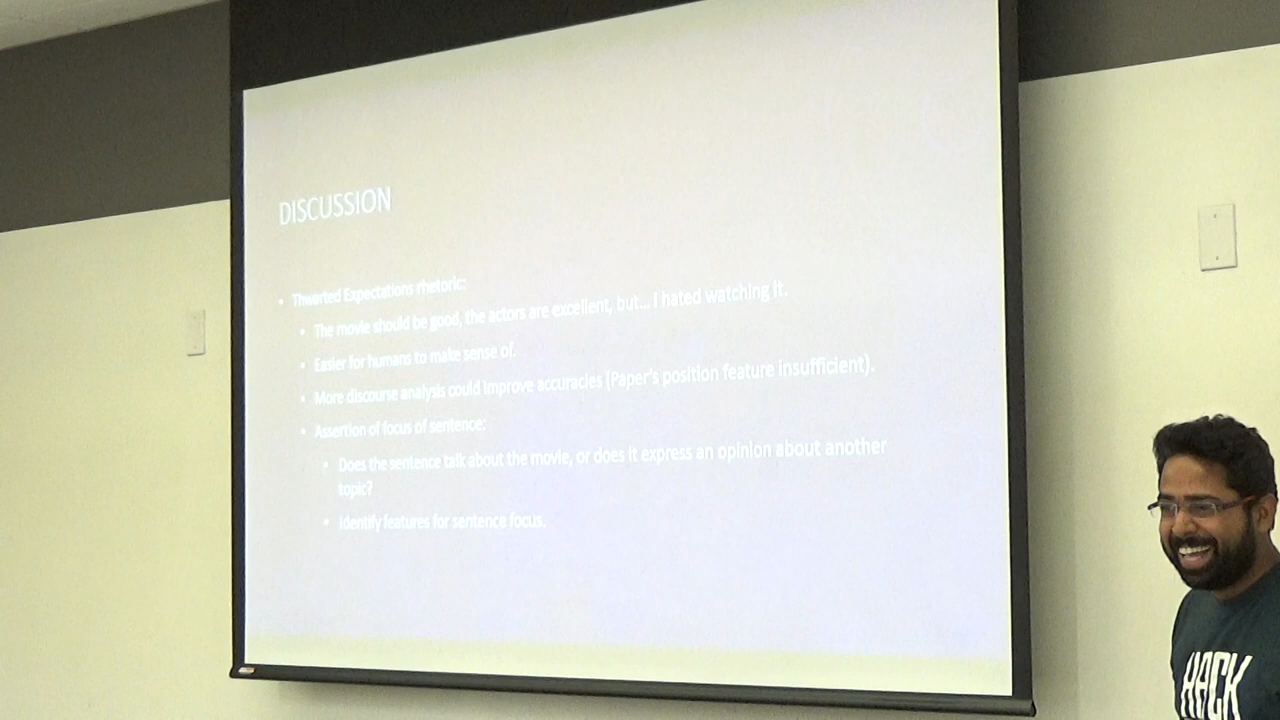 DISCUSSION
• Thwarted Expectations rhetoric:
• The movie should be good, the actors are excellent, but... I hated watching it.
• Easier for humans to make sense of.
• More discourse analysis could improve accuracies (Paper's position feature insufficient).
• Assertion of focus of sentence:
• Does the sentence talk about the movie, or does it express an opinion about another
topic?
• Identify features for sentence focus.
HACK